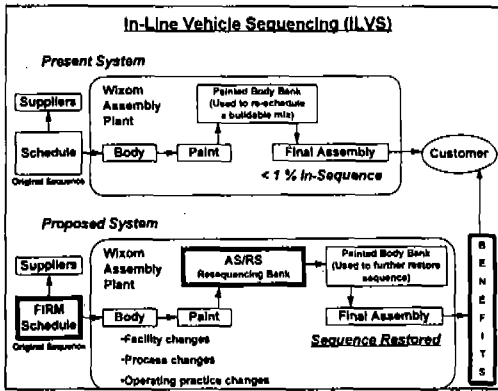 In-Line Vehicle Sequencing (ILVS)
Present System
Suppliers
Schedule
Original Sequence
Wixom
Assembly
Plant
Body
Paint
Painted Body Bank
(Used to re-schedule
a buildable mix)
Final Assembly
< 1 % In-Sequence
Customer
Proposed System
Suppliers
FIRM
Schedule
Original Sequence
Wixom
Assembly
Plant
Body
Paint
AS/RS
Resequencing Bank
Painted Body Bank
(Used to further restore
sequence)
Final Assembly
Sequence Restored
•Facility changes
•Process changes
•Operating practice changes
BENEFITS